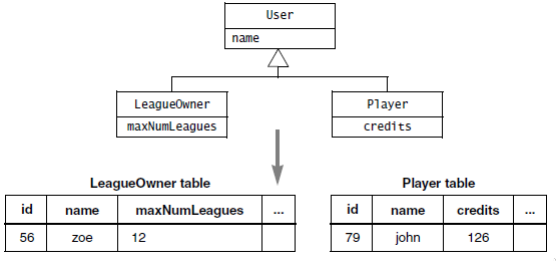 User
name
LeagueOwner
maxNumLeagues
Player
credits
LeagueOwner table
id name maxNumLeagues ...
56 zoe 12
Player table
id name credits ...
79 john 126